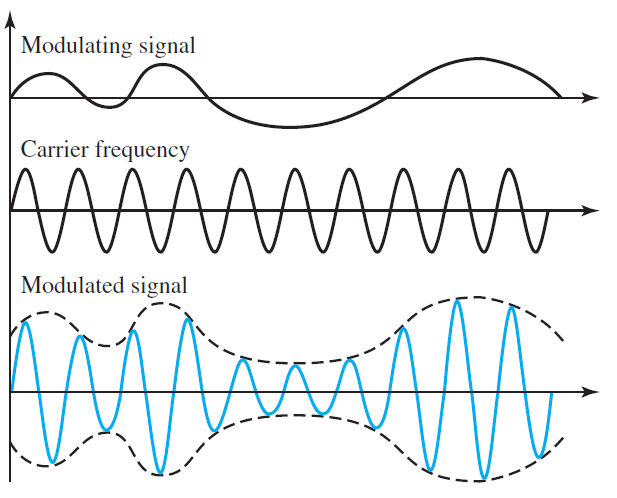 Modulating signal
Carrier frequency
Modulated signal